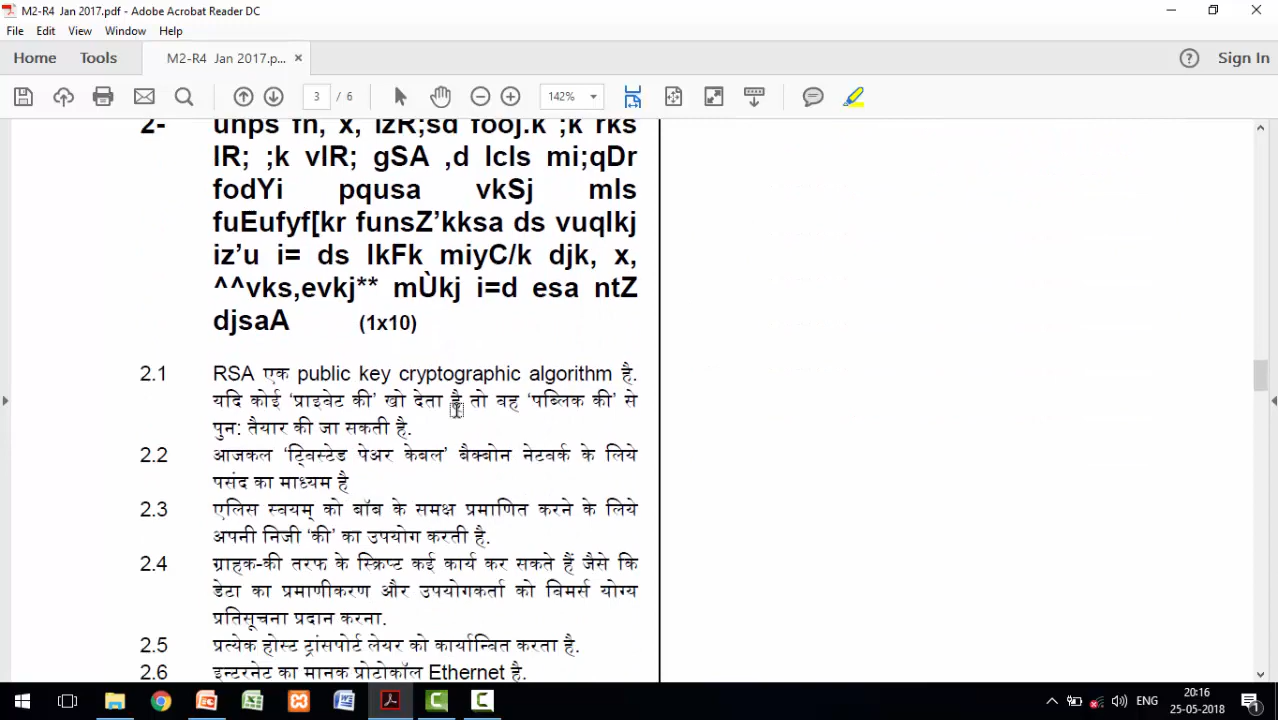 M2-R4 Jan 2017.pdf - Adobe Acrobat Reader DC
File Edit View Window Help
Home Tools M2-R4 Jan 2017.p... × Sign In
3 / 6 142%
2- uhps fn, x, izR;sd fooj.k ;k rks
lR; ;k vlR; gSA ,d lcls mi;qDr
fodYi pqusa vkSj mls
fuEufyf[kr funsZ’kksa ds vuqlkj
iz’u i= ds lkFk miyC/k djk, x,
^^vks,evkj** mÙkj i=d esa ntZ
djsaA (1x10)
2.1 RSA एक public key cryptographic algorithm है.
यदि कोई ‘प्राइवेट की’ खो देता है तो वह ‘पब्लिक की’ से
पुन: तैयार की जा सकती है.
2.2 आजकल ‘ट्विस्टेड पेअर केबल’ बैक्बोन नेटवर्क के लिये
पसंद का माध्यम है
2.3 एलिस स्वयम् को बॉब के समक्ष प्रमाणित करने के लिये
अपनी निजी ‘की’ का उपयोग करती है.
2.4 ग्राहक-की तरफ के स्क्रिप्ट कई कार्य कर सकते हैं जैसे कि
डेटा का प्रमाणीकरण और उपयोगकर्ता को बिमर्स योग्य
प्रतिसूचना प्रदान करना.
2.5 प्रत्येक होस्ट ट्रांसपोर्ट लेयर को कार्यान्वित करता है.
2.6 इन्टरनेट का मानक प्रोटोकॉल Ethernet है.
ENG 20:16
25-05-2018